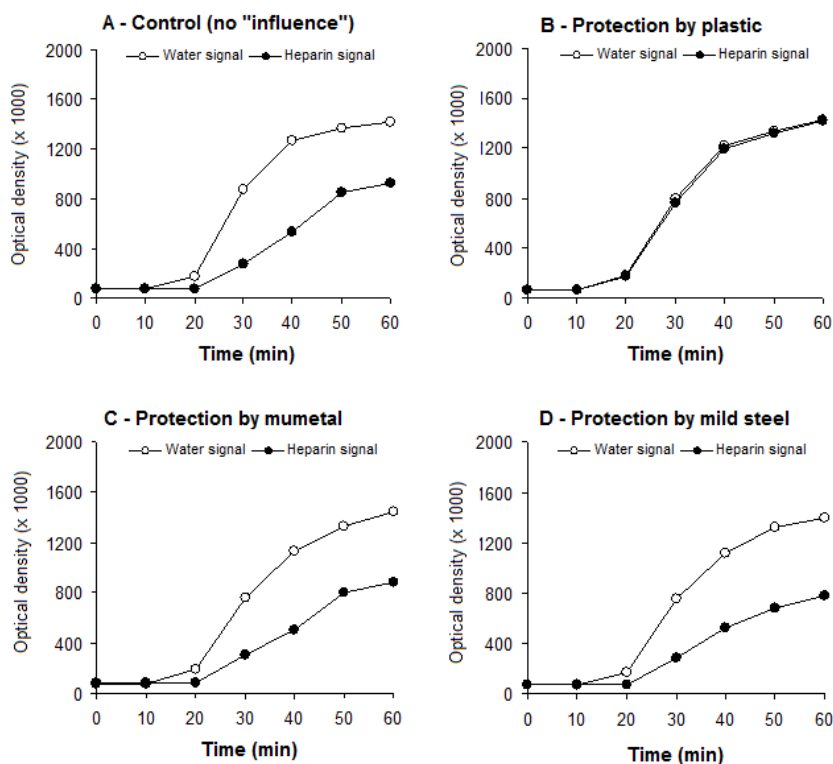 A - Control (no "influence")
Water signal Heparin signal
Optical density (x 1000)
2000
1600
1200
800
400
0
0 10 20 30 40 50 60
Time (min)
B - Protection by plastic
Water signal Heparin signal
Optical density (x 1000)
2000
1600
1200
800
400
0
0 10 20 30 40 50 60
Time (min)
C - Protection by mumetal
Water signal Heparin signal
Optical density (x 1000)
2000
1600
1200
800
400
0
0 10 20 30 40 50 60
Time (min)
D - Protection by mild steel
Water signal Heparin signal
Optical density (x 1000)
2000
1600
1200
800
400
0
0 10 20 30 40 50 60
Time (min)